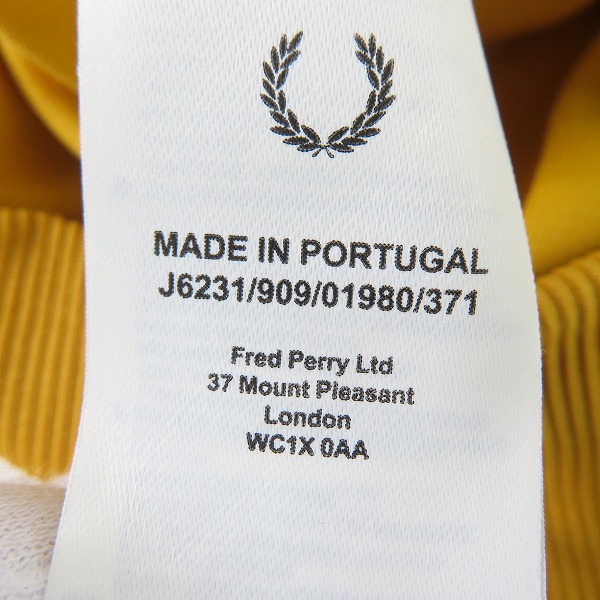 MADE IN PORTUGAL
J6231/909/01980/371
Fred Perry Ltd
37 Mount Pleasant
London
WC1X 0AA